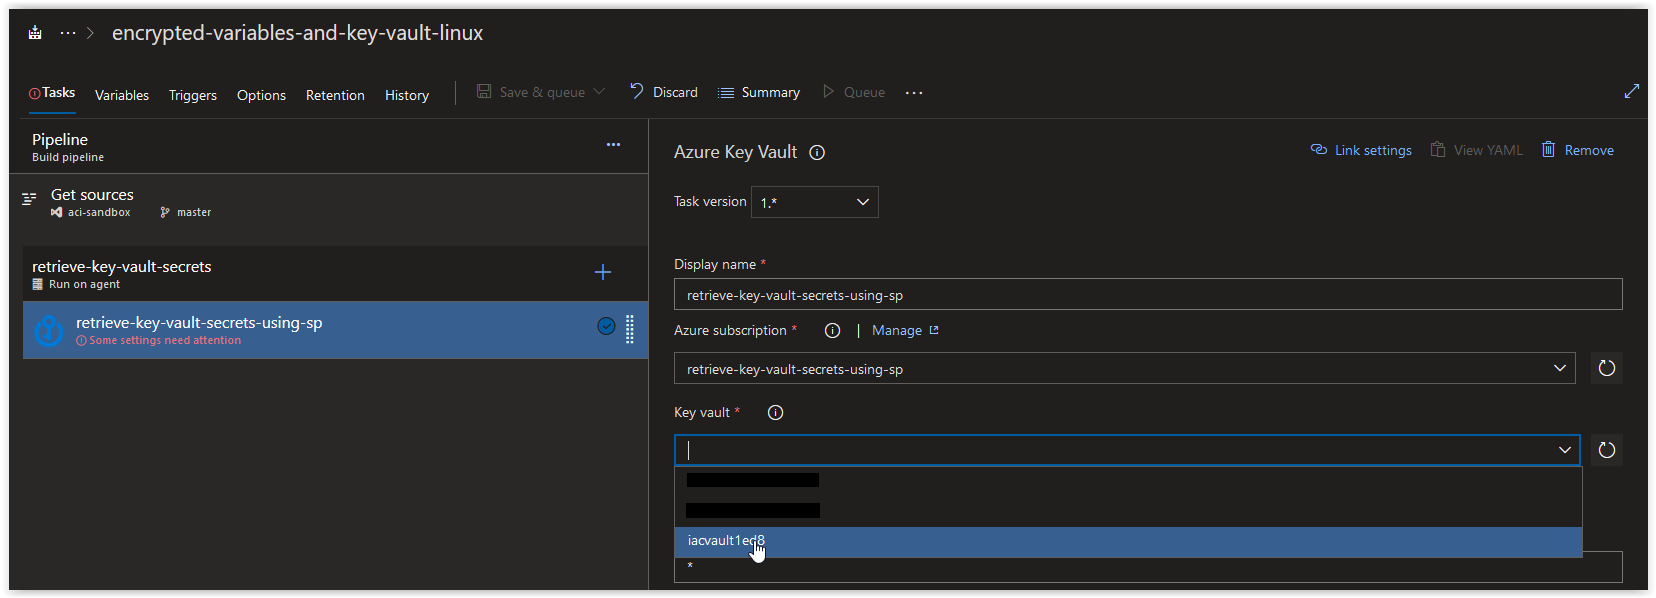 ... > encrypted-variables-and-key-vault-linux
Tasks Variables Triggers Options Retention History Save & queue Discard Summary Queue ...
Pipeline
Build pipeline
...
Get sources
aci-sandbox master
retrieve-key-vault-secrets
Run on agent
retrieve-key-vault-secrets-using-sp
Some settings need attention
Azure Key Vault
Link settings View YAML Remove
Task version 1.*
Display name *
retrieve-key-vault-secrets-using-sp
Azure subscription * | Manage
retrieve-key-vault-secrets-using-sp
Key vault *
iacvault1ed8
*